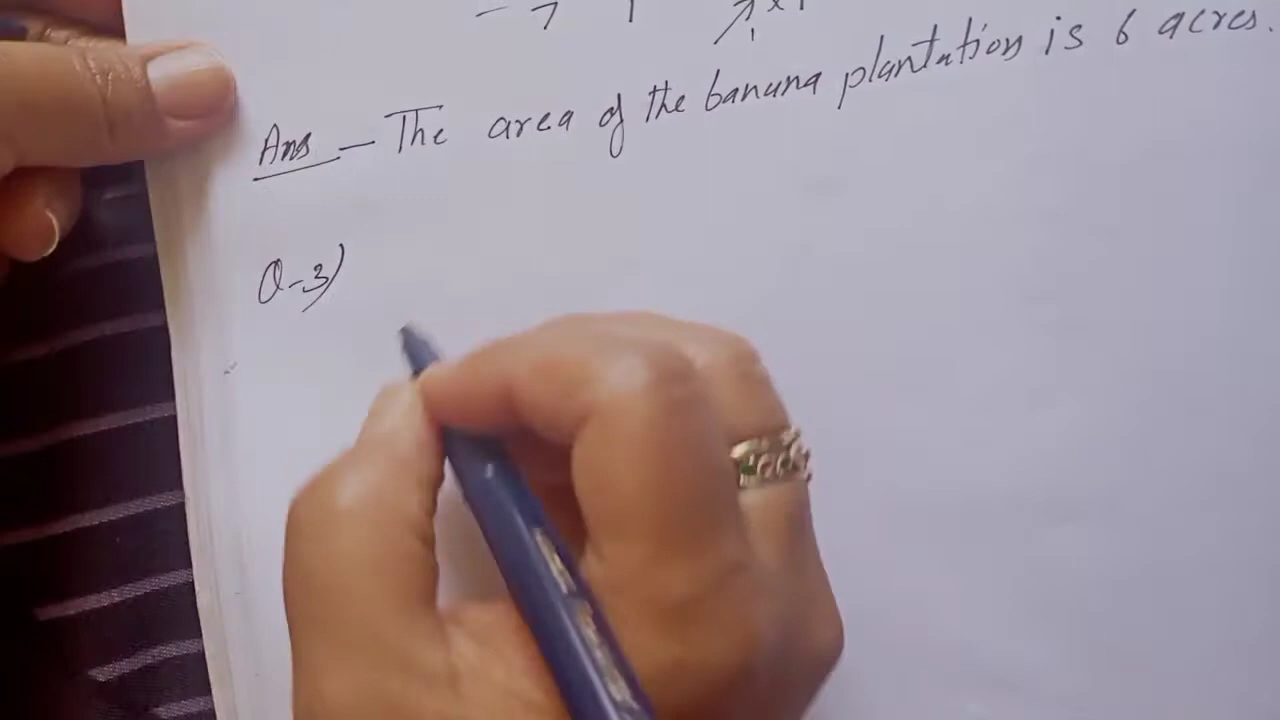 Ans - The area of the banana plantation is 6 acres.
Q-3)